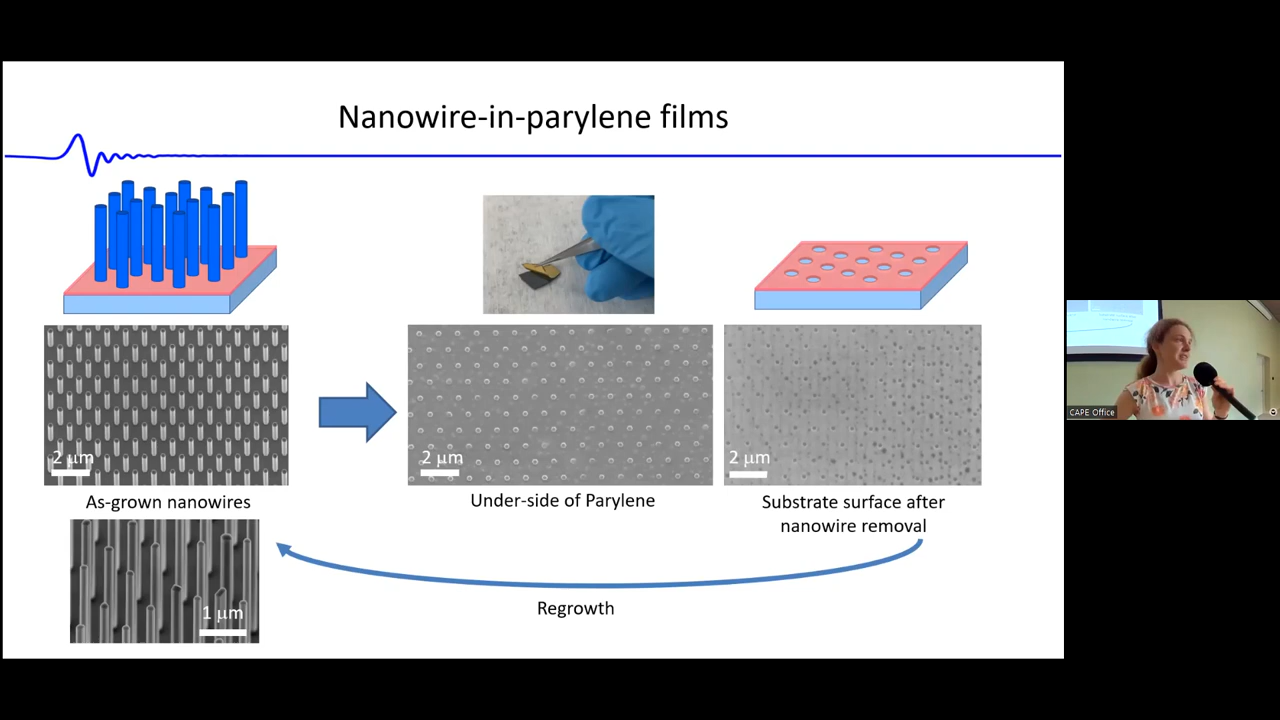 Nanowire-in-parylene films
2 μm
2 μm
2 μm
As-grown nanowires
Under-side of Parylene
Substrate surface after
nanowire removal
1 μm
Regrowth
CAPE Office